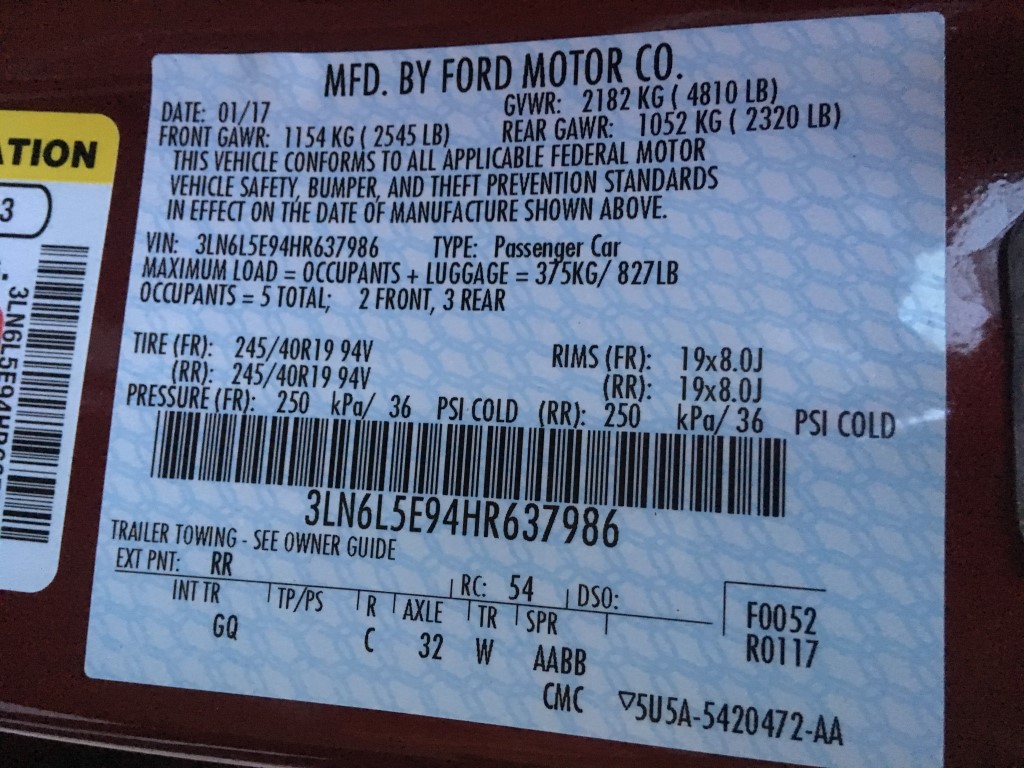 MFD. BY FORD MOTOR CO.
DATE: 01/17 GVWR: 2182 KG ( 4810 LB)
FRONT GAWR: 1154 KG ( 2545 LB) REAR GAWR: 1052 KG ( 2320 LB)
THIS VEHICLE CONFORMS TO ALL APPLICABLE FEDERAL MOTOR
VEHICLE SAFETY, BUMPER, AND THEFT PREVENTION STANDARDS
IN EFFECT ON THE DATE OF MANUFACTURE SHOWN ABOVE.
VIN: 3LN6L5E94HR637986 TYPE: Passenger Car
MAXIMUM LOAD = OCCUPANTS + LUGGAGE = 375KG/ 827LB
OCCUPANTS = 5 TOTAL; 2 FRONT, 3 REAR
TIRE (FR): 245/40R19 94V RIMS (FR): 19x8.0J
(RR): 245/40R19 94V (RR): 19x8.0J
PRESSURE (FR): 250 kPa/ 36 PSI COLD (RR): 250 kPa/ 36 PSI COLD
3LN6L5E94HR637986
TRAILER TOWING - SEE OWNER GUIDE
EXT PNT: RR RC: 54 DSO:
INT TR TP/PS R AXLE TR SPR
GQ C 32 W AABB
CMC
F0052
R0117
▽5U5A-5420472-AA
ATION
3
3LN6L5E94HR637